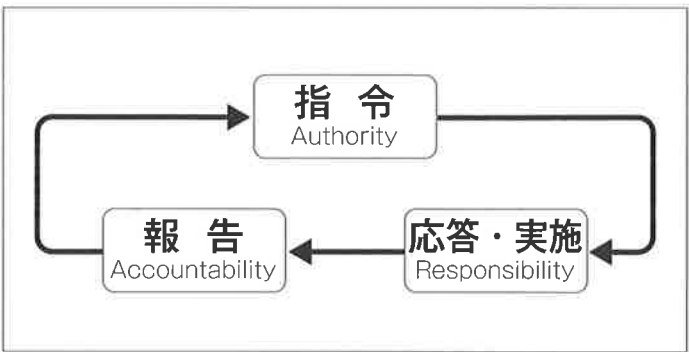 指 令
Authority
報 告
Accountability
応答・実施
Responsibility